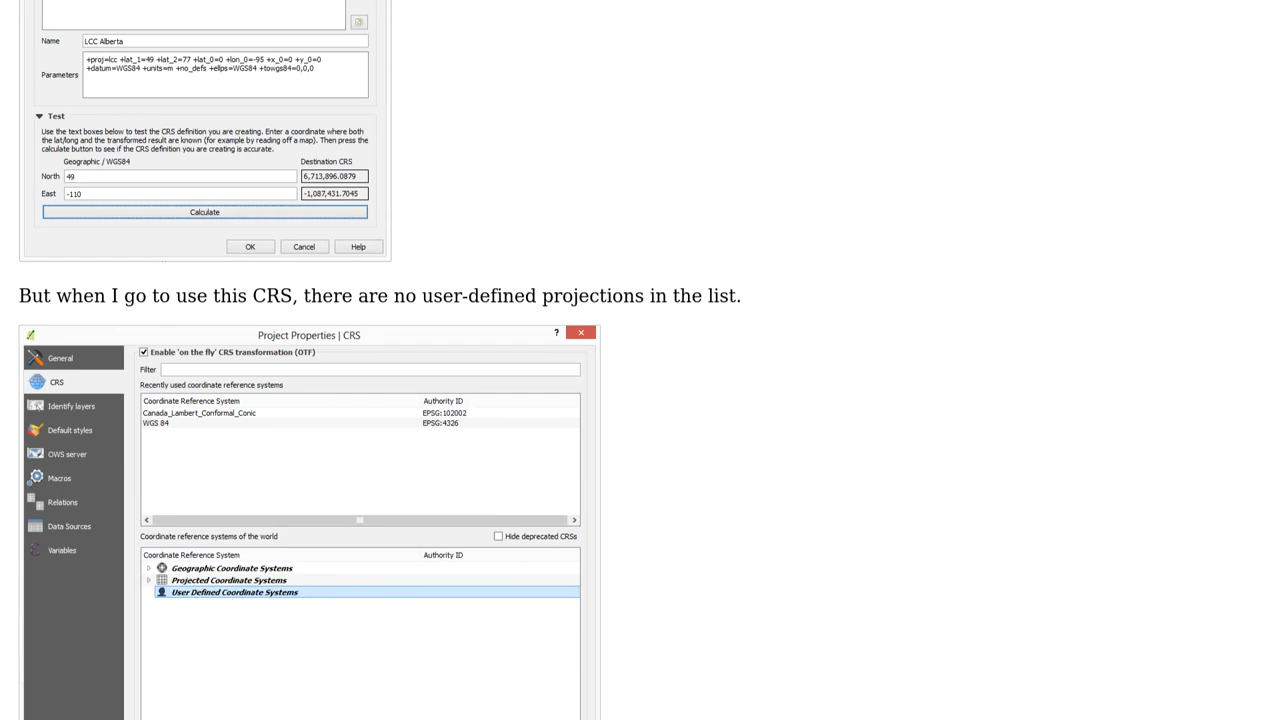 Name LCC Alberta
Parameters
+proj=lcc +lat_1=49 +lat_2=77 +lat_0=0 +lon_0=-95 +x_0=0 +y_0=0
+datum=WGS84 +units=m +no_defs +ellps=WGS84 +towgs84=0,0,0
Test
Use the text boxes below to test the CRS definition you are creating. Enter a coordinate where both
the lat/long and the transformed result are known (for example by reading off a map). Then press the
calculate button to see if the CRS definition you are creating is accurate.
Geographic / WGS84 Destination CRS
North 49 6,713,896.0879
East -110 -1,087,431.7045
Calculate
OK Cancel Help
But when I go to use this CRS, there are no user-defined projections in the list.
Project Properties | CRS ?
General
CRS
Identify layers
Default styles
OWS server
Macros
Relations
Data Sources
Variables
Enable 'on the fly' CRS transformation (OTF)
Filter
Recently used coordinate reference systems
Coordinate Reference System Authority ID
Canada_Lambert_Conformal_Conic EPSG:102002
WGS 84 EPSG:4326
Coordinate reference systems of the world Hide deprecated CRSs
Coordinate Reference System Authority ID
Geographic Coordinate Systems
Projected Coordinate Systems
User Defined Coordinate Systems